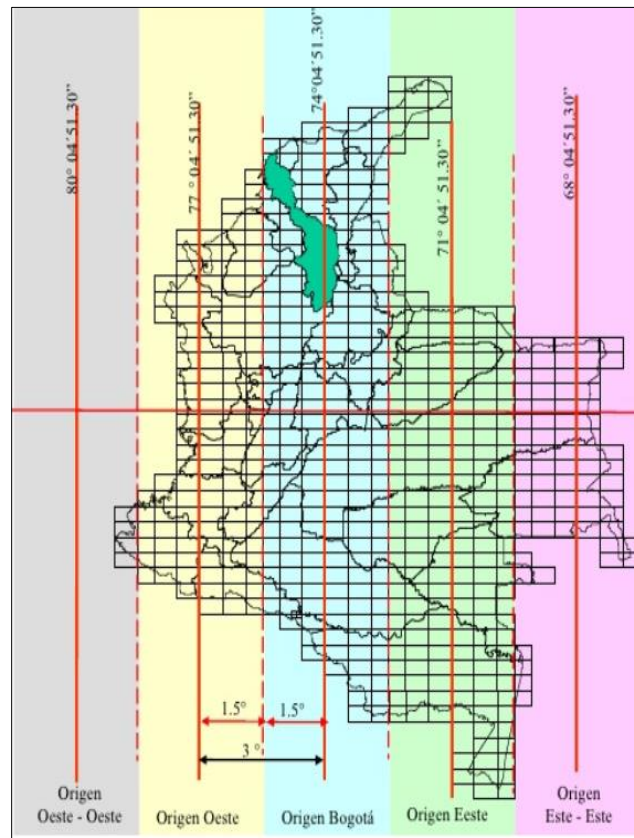 80° 04´51.30”
77° 04´ 51.30”
74°04´51.30”
71° 04´ 51.30”
68° 04´51.30”
1.5°
1.5°
3 °
Origen
Oeste - Oeste
Origen Oeste
Origen Bogotá
Origen Eeste
Origen
Este - Este